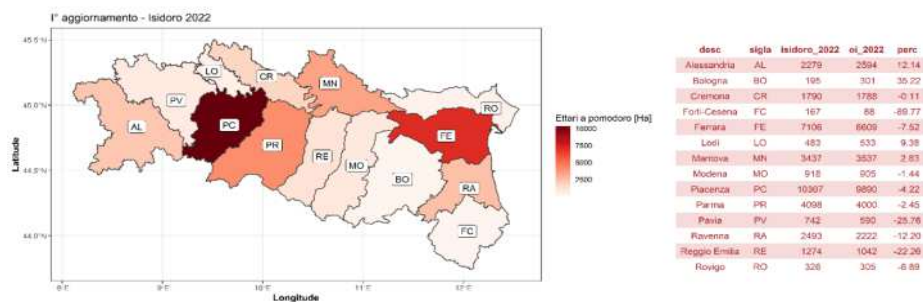 I° aggiornamento - Isidoro 2022
45.5°N
45.0°N
44.5°N
44.0°N
Latitude
LO
CR
MN
PV
RO
AL
PC
FE
PR
RE
MO
BO
RA
FC
8°E
9°E
10°E
11°E
12°E
Longitude
Ettari a pomodoro [Ha]
10000
7500
5000
2500
desc sigla isidoro_2022 oi_2022 perc
Alessandria AL 2279 2594 12.14
Bologna BO 195 301 35.22
Cremona CR 1790 1788 -0.11
Forlì-Cesena FC 167 88 -89.77
Ferrara FE 7106 6609 -7.52
Lodi LO 483 533 9.38
Mantova MN 3437 3537 2.83
Modena MO 918 905 -1.44
Piacenza PC 10307 9890 -4.22
Parma PR 4098 4000 -2.45
Pavia PV 742 590 -25.76
Ravenna RA 2493 2222 -12.20
Reggio Emilia RE 1274 1042 -22.26
Rovigo RO 326 305 -6.89